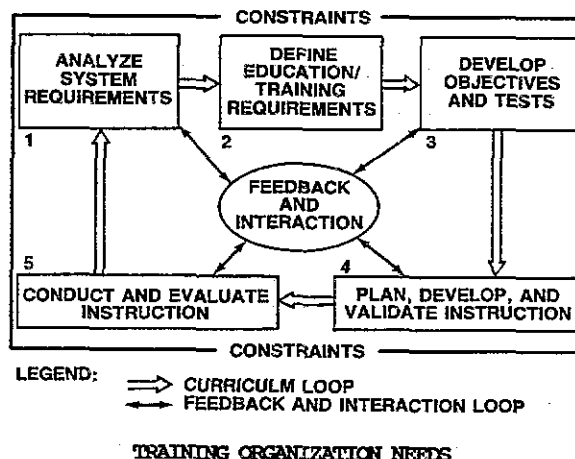 CONSTRAINTS
ANALYZE
SYSTEM
REQUIREMENTS
1
DEFINE
EDUCATION/
TRAINING
REQUIREMENTS
2
DEVELOP
OBJECTIVES
AND TESTS
3
FEEDBACK
AND
INTERACTION
5
CONDUCT AND EVALUATE
INSTRUCTION
4
PLAN, DEVELOP, AND
VALIDATE INSTRUCTION
CONSTRAINTS
LEGEND:
CURRICULM LOOP
FEEDBACK AND INTERACTION LOOP
TRAINING ORGANIZATION NEEDS